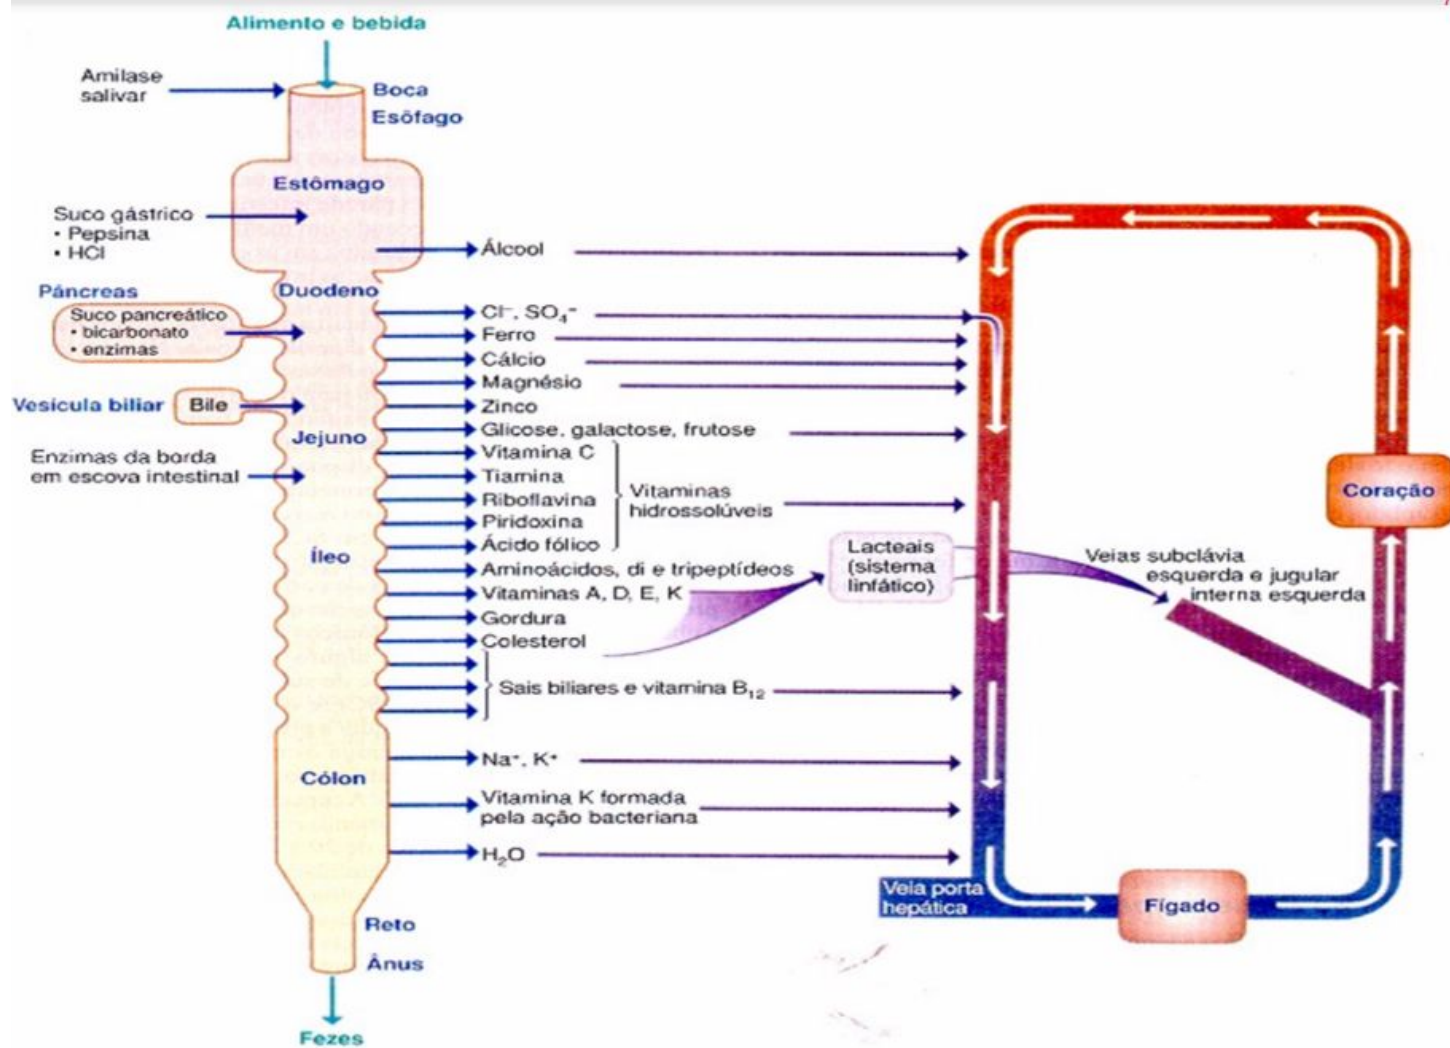 Alimento e bebida
Amilase
salivar
Boca
Esôfago
Estômago
Suco gástrico
• Pepsina
• HCl
Álcool
Pâncreas
Duodeno
Suco pancreático
• bicarbonato
• enzimas
Cl⁻, SO₄⁼
Ferro
Cálcio
Magnésio
Zinco
Vesícula biliar
Bile
Jejuno
Glicose, galactose, frutose
Enzimas da borda
em escova intestinal
Vitamina C
Tiamina
Riboflavina
Piridoxina
Ácido fólico
Vitaminas
hidrossolúveis
Íleo
Aminoácidos, di e tripeptídeos
Vitaminas A, D, E, K
Gordura
Colesterol
Lacteais
(sistema
linfático)
Veias subclávia
esquerda e jugular
interna esquerda
Coração
Sais biliares e vitamina B₁₂
Cólon
Na⁺, K⁺
Vitamina K formada
pela ação bacteriana
H₂O
Veia porta
hepática
Fígado
Reto
Ânus
Fezes